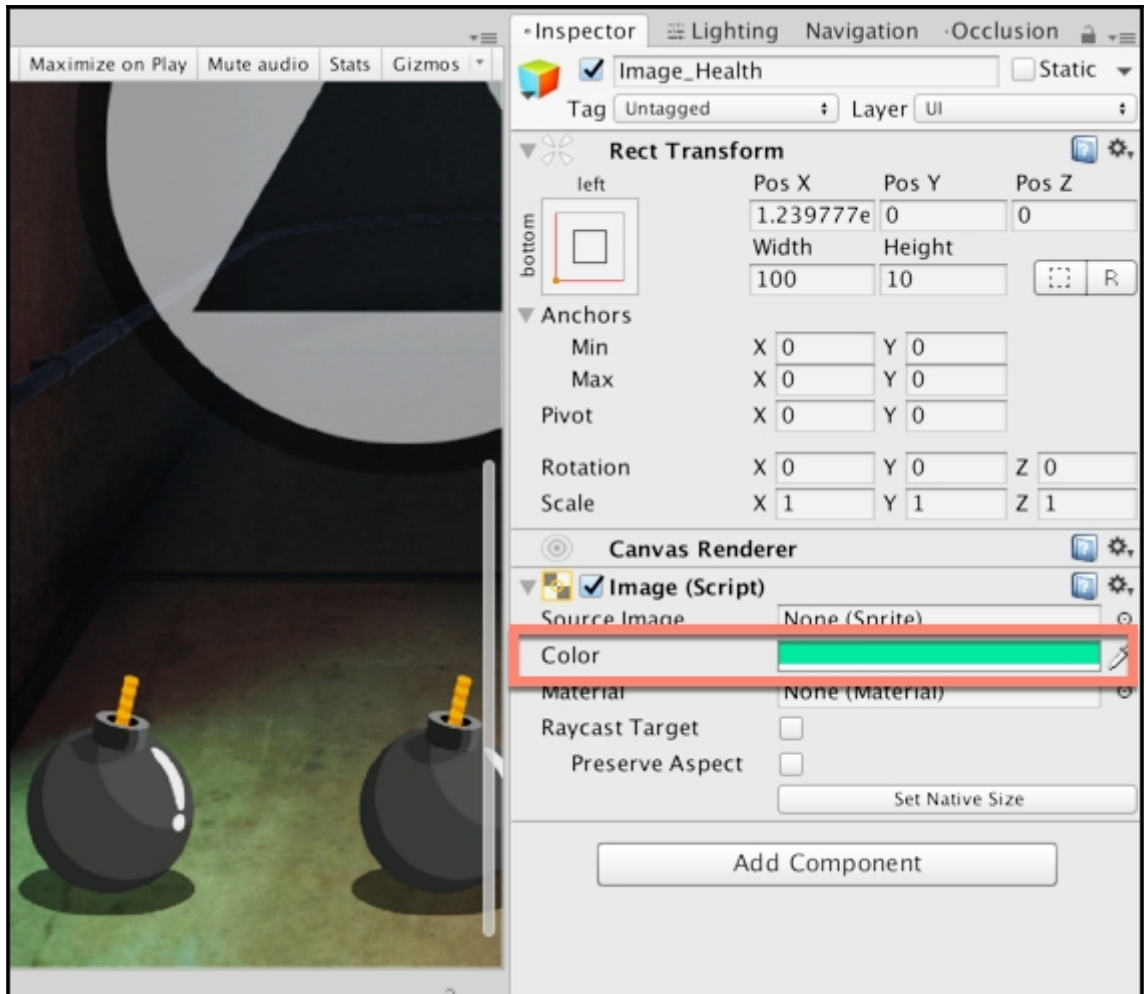 Inspector Lighting Navigation Occlusion
Maximize on Play Mute audio Stats Gizmos
Image_Health Static
Tag Untagged Layer UI
Rect Transform
left Pos X Pos Y Pos Z
bottom
1.239777e 0 0
Width Height
100 10 R
Anchors
Min X 0 Y 0
Max X 0 Y 0
Pivot X 0 Y 0
Rotation X 0 Y 0 Z 0
Scale X 1 Y 1 Z 1
Canvas Renderer
Image (Script)
Source Image None (Sprite)
Color
Material None (Material)
Raycast Target
Preserve Aspect
Set Native Size
Add Component